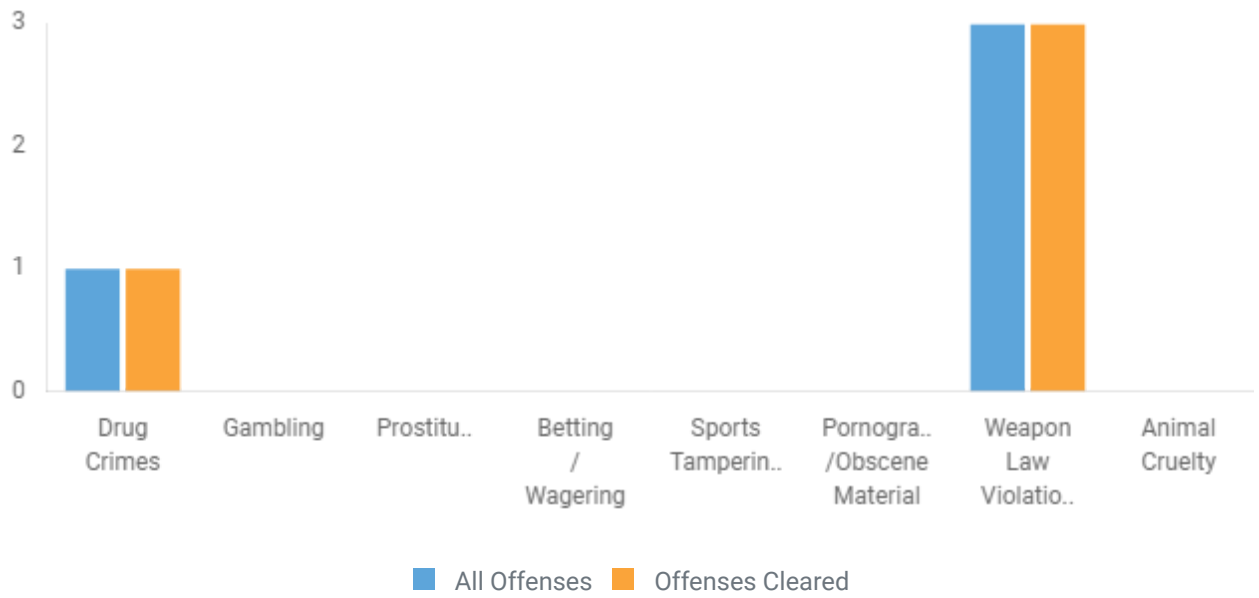 3
2
1
0
Drug
Crimes
Gambling
Prostitu..
Betting
/
Wagering
Sports
Tamperin..
Pornogra..
/Obscene
Material
Weapon
Law
Violatio..
Animal
Cruelty
All Offenses
Offenses Cleared